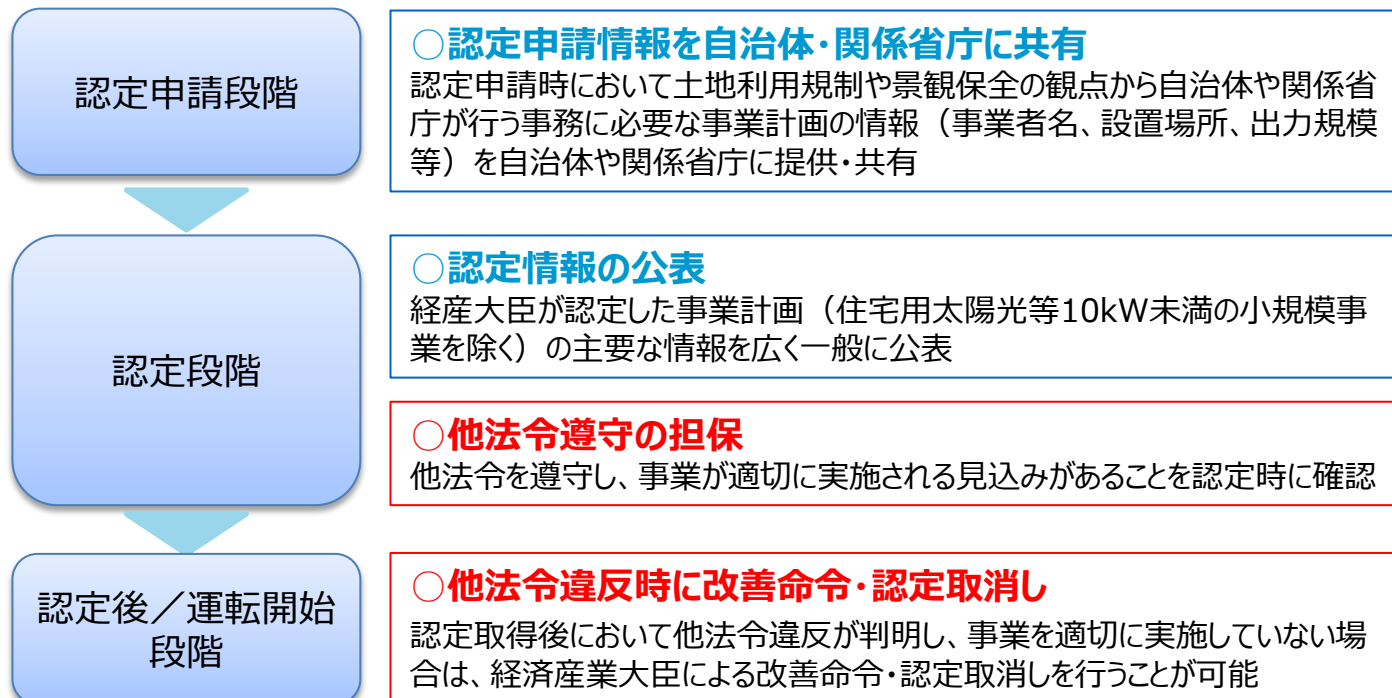 認定申請段階
○認定申請情報を自治体・関係省庁に共有
認定申請時において土地利用規制や景観保全の観点から自治体や関係省
庁が行う事務に必要な事業計画の情報（事業者名、設置場所、出力規模
等）を自治体や関係省庁に提供・共有
認定段階
○認定情報の公表
経産大臣が認定した事業計画（住宅用太陽光等10kW未満の小規模事
業を除く）の主要な情報を広く一般に公表
○他法令遵守の担保
他法令を遵守し、事業が適切に実施される見込みがあることを認定時に確認
認定後／運転開始
段階
○他法令違反時に改善命令・認定取消し
認定取得後において他法令違反が判明し、事業を適切に実施していない場
合は、経済産業大臣による改善命令・認定取消しを行うことが可能